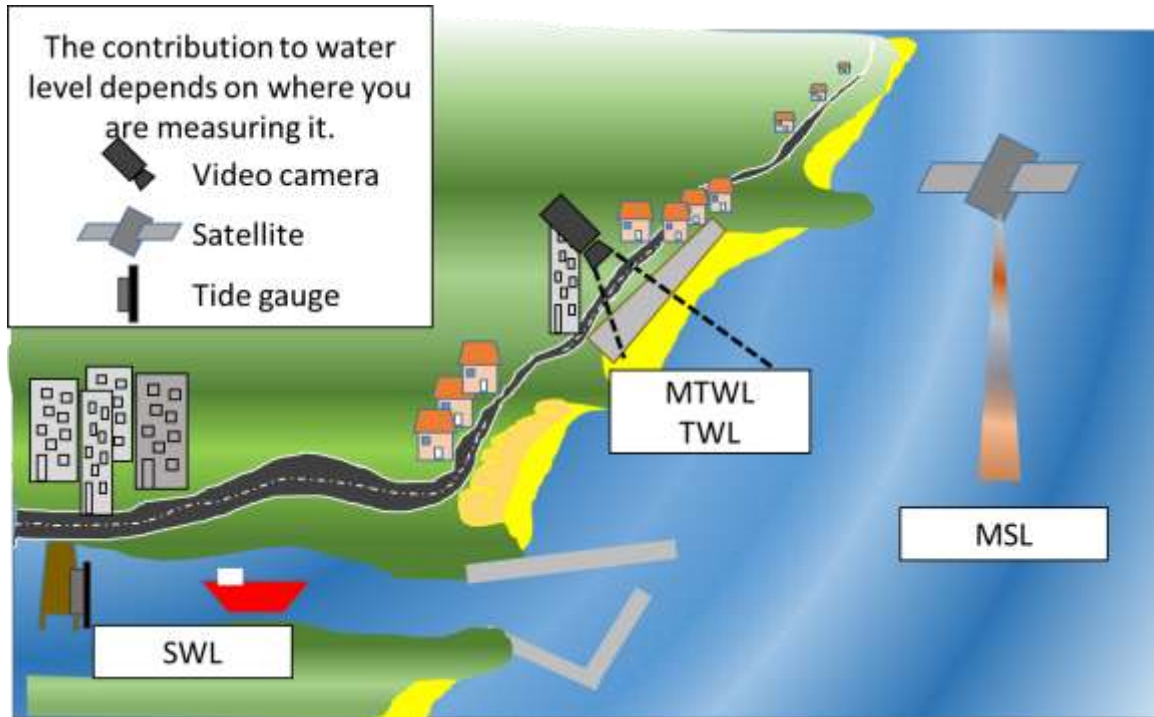 The contribution to water
level depends on where you
are measuring it.
Video camera
Satellite
Tide gauge
MTWL
TWL
MSL
SWL